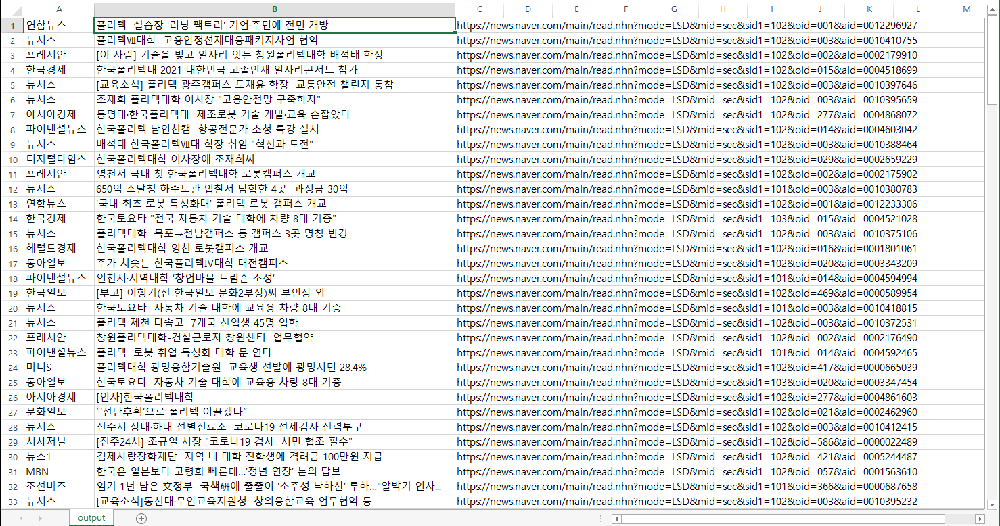 A B C D E F G H I J K L M
1 연합뉴스 폴리텍  실습장 '러닝 팩토리' 기업·주민에 전면 개방 https://news.naver.com/main/read.nhn?mode=LSD&mid=sec&sid1=102&oid=001&aid=0012296927
2 뉴시스 폴리텍Ⅶ대학  고용안정선제대응패키지사업 협약 https://news.naver.com/main/read.nhn?mode=LSD&mid=sec&sid1=102&oid=003&aid=0010410755
3 프레시안 [이 사람] 기술을 빚고 일자리 잇는 창원폴리텍대학 배석태 학장 https://news.naver.com/main/read.nhn?mode=LSD&mid=sec&sid1=102&oid=002&aid=0002179910
4 한국경제 한국폴리텍대 2021 대한민국 고졸인재 일자리콘서트 참가 https://news.naver.com/main/read.nhn?mode=LSD&mid=sec&sid1=102&oid=015&aid=0004518699
5 뉴시스 [교육소식] 폴리텍 광주캠퍼스 도재윤 학장  교통안전 챌린지 동참 https://news.naver.com/main/read.nhn?mode=LSD&mid=sec&sid1=102&oid=003&aid=0010397646
6 뉴시스 조재희 폴리텍대학 이사장 "고용안전망 구축하자" https://news.naver.com/main/read.nhn?mode=LSD&mid=sec&sid1=102&oid=003&aid=0010395659
7 아시아경제 동명대·한국폴리텍대  제조로봇 기술 개발·교육 손잡았다 https://news.naver.com/main/read.nhn?mode=LSD&mid=sec&sid1=102&oid=277&aid=0004868072
8 파이낸셜뉴스 한국폴리텍 남인천캠  항공전문가 초청 특강 실시 https://news.naver.com/main/read.nhn?mode=LSD&mid=sec&sid1=102&oid=014&aid=0004603042
9 뉴시스 배석태 한국폴리텍Ⅶ대 학장 취임 "혁신과 도전" https://news.naver.com/main/read.nhn?mode=LSD&mid=sec&sid1=102&oid=003&aid=0010388464
10 디지털타임스 한국폴리텍대학 이사장에 조재희씨 https://news.naver.com/main/read.nhn?mode=LSD&mid=sec&sid1=102&oid=029&aid=0002659229
11 프레시안 영천서 국내 첫 한국폴리텍대학 로봇캠퍼스 개교 https://news.naver.com/main/read.nhn?mode=LSD&mid=sec&sid1=102&oid=002&aid=0002175902
12 뉴시스 650억 조달청 하수도관 입찰서 담합한 4곳  과징금 30억 https://news.naver.com/main/read.nhn?mode=LSD&mid=sec&sid1=101&oid=003&aid=0010380783
13 연합뉴스 '국내 최초 로봇 특성화대' 폴리텍 로봇 캠퍼스 개교 https://news.naver.com/main/read.nhn?mode=LSD&mid=sec&sid1=102&oid=001&aid=0012233306
14 한국경제 한국토요타 "전국 자동차 기술 대학에 차량 8대 기증" https://news.naver.com/main/read.nhn?mode=LSD&mid=sec&sid1=103&oid=015&aid=0004521028
15 뉴시스 폴리텍대학  목포→전남캠퍼스 등 캠퍼스 3곳 명칭 변경 https://news.naver.com/main/read.nhn?mode=LSD&mid=sec&sid1=102&oid=003&aid=0010375106
16 헤럴드경제 한국폴리텍대학 영천 로봇캠퍼스 개교 https://news.naver.com/main/read.nhn?mode=LSD&mid=sec&sid1=102&oid=016&aid=0001801061
17 동아일보 주가 치솟는 한국폴리텍Ⅳ대학 대전캠퍼스 https://news.naver.com/main/read.nhn?mode=LSD&mid=sec&sid1=102&oid=020&aid=0003343209
18 파이낸셜뉴스 인천시·지역대학 ‘창업마을 드림촌 조성’ https://news.naver.com/main/read.nhn?mode=LSD&mid=sec&sid1=101&oid=014&aid=0004594994
19 한국일보 [부고] 이형기(전 한국일보 문화2부장)씨 부인상 외 https://news.naver.com/main/read.nhn?mode=LSD&mid=sec&sid1=102&oid=469&aid=0000589954
20 뉴시스 한국토요타  자동차 기술 대학에 교육용 차량 8대 기증 https://news.naver.com/main/read.nhn?mode=LSD&mid=sec&sid1=101&oid=003&aid=0010418815
21 뉴시스 폴리텍 제천 다솜고  7개국 신입생 45명 입학 https://news.naver.com/main/read.nhn?mode=LSD&mid=sec&sid1=102&oid=003&aid=0010372531
22 프레시안 창원폴리텍대학-건설근로자 창원센터  업무협약 https://news.naver.com/main/read.nhn?mode=LSD&mid=sec&sid1=102&oid=002&aid=0002176490
23 파이낸셜뉴스 폴리텍  로봇 취업 특성화 대학 문 연다 https://news.naver.com/main/read.nhn?mode=LSD&mid=sec&sid1=101&oid=014&aid=0004592465
24 머니S 폴리텍대학 광명융합기술원  교육생 선발에 광명시민 28.4% https://news.naver.com/main/read.nhn?mode=LSD&mid=sec&sid1=102&oid=417&aid=0000665039
25 동아일보 한국토요타  자동차 기술 대학에 교육용 차량 8대 기증 https://news.naver.com/main/read.nhn?mode=LSD&mid=sec&sid1=103&oid=020&aid=0003347454
26 아시아경제 [인사]한국폴리텍대학 https://news.naver.com/main/read.nhn?mode=LSD&mid=sec&sid1=102&oid=277&aid=0004861603
27 문화일보 “‘선난후획’으로 폴리텍 이끌겠다” https://news.naver.com/main/read.nhn?mode=LSD&mid=sec&sid1=102&oid=021&aid=0002462960
28 뉴시스 진주시 상대·하대 선별진료소  코로나19 선제검사 전력투구 https://news.naver.com/main/read.nhn?mode=LSD&mid=sec&sid1=102&oid=003&aid=0010412415
29 시사저널 [진주24시] 조규일 시장 "코로나19 검사  시민 협조 필수" https://news.naver.com/main/read.nhn?mode=LSD&mid=sec&sid1=102&oid=586&aid=0000022489
30 뉴스1 김제사랑장학재단  지역 내 대학 진학생에 격려금 100만원 지급 https://news.naver.com/main/read.nhn?mode=LSD&mid=sec&sid1=102&oid=421&aid=0005244487
31 MBN 한국은 일본보다 고령화 빠른데…'정년 연장' 논의 답보 https://news.naver.com/main/read.nhn?mode=LSD&mid=sec&sid1=102&oid=057&aid=0001563610
32 조선비즈 임기 1년 남은 文정부  국책硏에 줄줄이 '소주성 낙하산' 투하…"알박기 인사... https://news.naver.com/main/read.nhn?mode=LSD&mid=sec&sid1=101&oid=366&aid=0000687658
33 뉴시스 [교육소식]동신대·무안교육지원청  창의융합교육 업무협약 등 https://news.naver.com/main/read.nhn?mode=LSD&mid=sec&sid1=102&oid=003&aid=0010395232
output